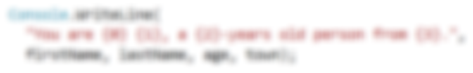 Console.WriteLine(
"You are {0} {1}, a {2}-years old person from {3}.",
firstName, lastName, age, town);